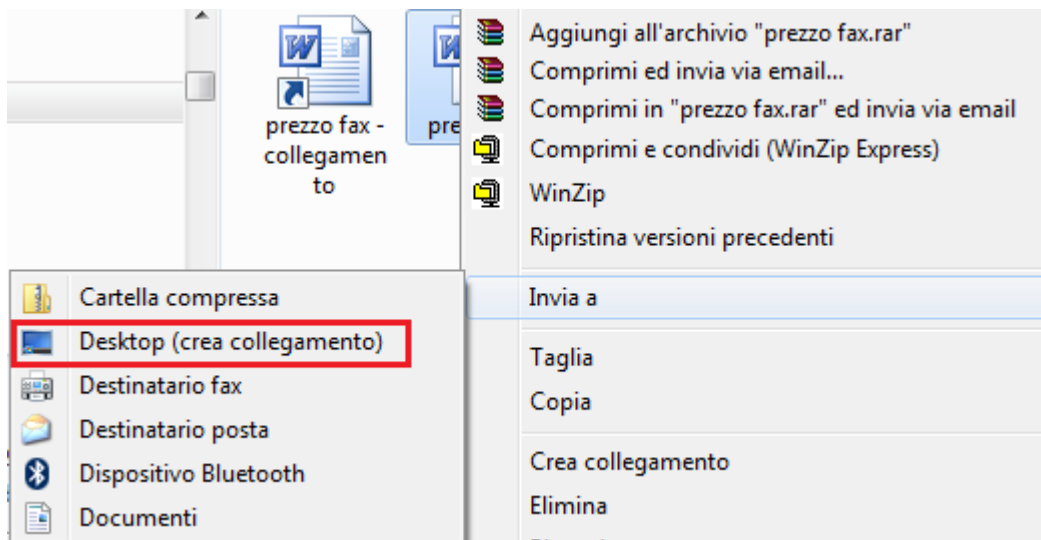 prezzo fax -
collegamen
to
pre
Aggiungi all'archivio "prezzo fax.rar"
Comprimi ed invia via email...
Comprimi in "prezzo fax.rar" ed invia via email
Comprimi e condividi (WinZip Express)
WinZip
Ripristina versioni precedenti
Invia a
Taglia
Copia
Crea collegamento
Elimina
Cartella compressa
Desktop (crea collegamento)
Destinatario fax
Destinatario posta
Dispositivo Bluetooth
Documenti